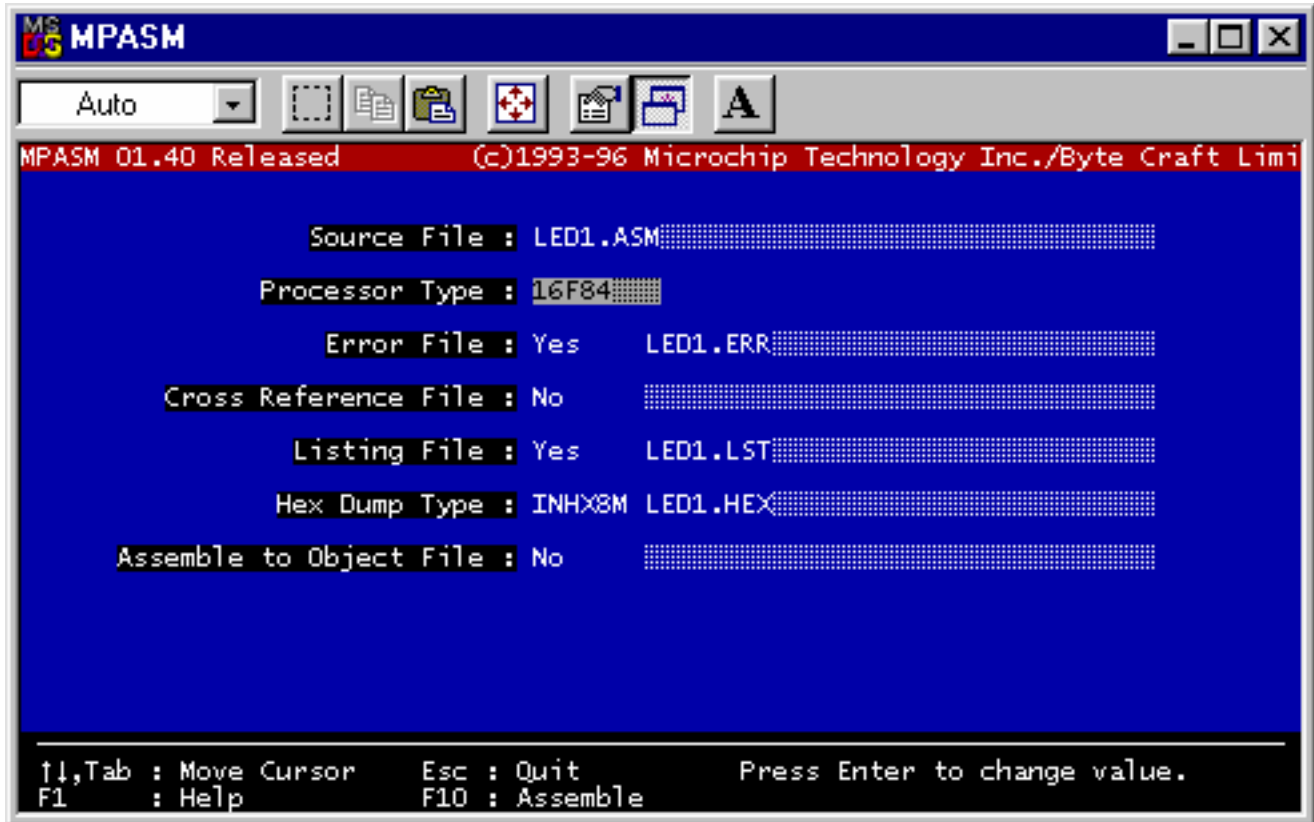 MPASM
Auto
A
MPASM 01.40 Released (c)1993-96 Microchip Technology Inc./Byte Craft Limi
Source File : LED1.ASM
Processor Type : 16F84
Error File : Yes LED1.ERR
Cross Reference File : No
Listing File : Yes LED1.LST
Hex Dump Type : INHX8M LED1.HEX
Assemble to Object File : No
↑↓,Tab : Move Cursor Esc : Quit Press Enter to change value.
F1 : Help F10 : Assemble